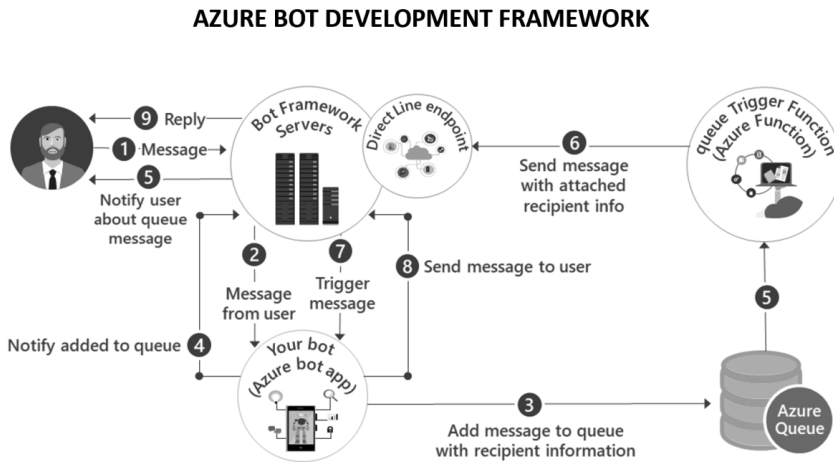 AZURE BOT DEVELOPMENT FRAMEWORK
9 Reply
1 Message
5
Notify user
about queue
message
Bot Framework
Servers
Direct Line endpoint
6
Send message
with attached
recipient info
queue Trigger Function
(Azure Function)
2
Message
from user
7
Trigger
message
8 Send message to user
5
Notify added to queue 4
Your bot
(Azure bot app)
3
Add message to queue
with recipient information
Azure
Queue